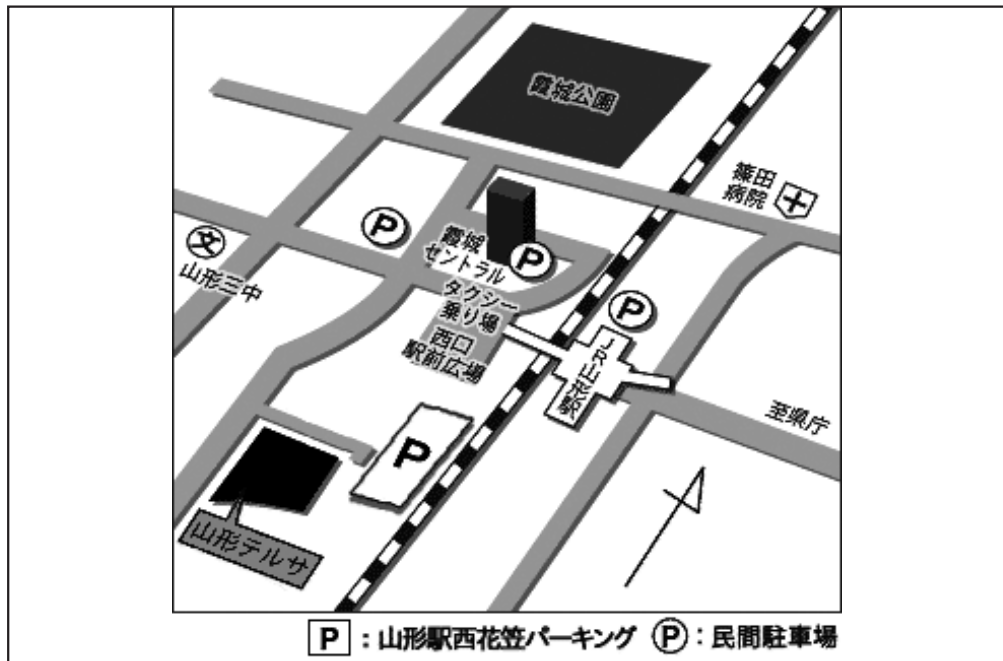 霞城公園
篠田
病院
P
文
山形三中
霞城
セントラル
P
タクシー
乗り場
西口
駅前広場
P
JR山形駅
至県庁
P
山形テルサ
P：山形駅西花笠パーキング P：民間駐車場